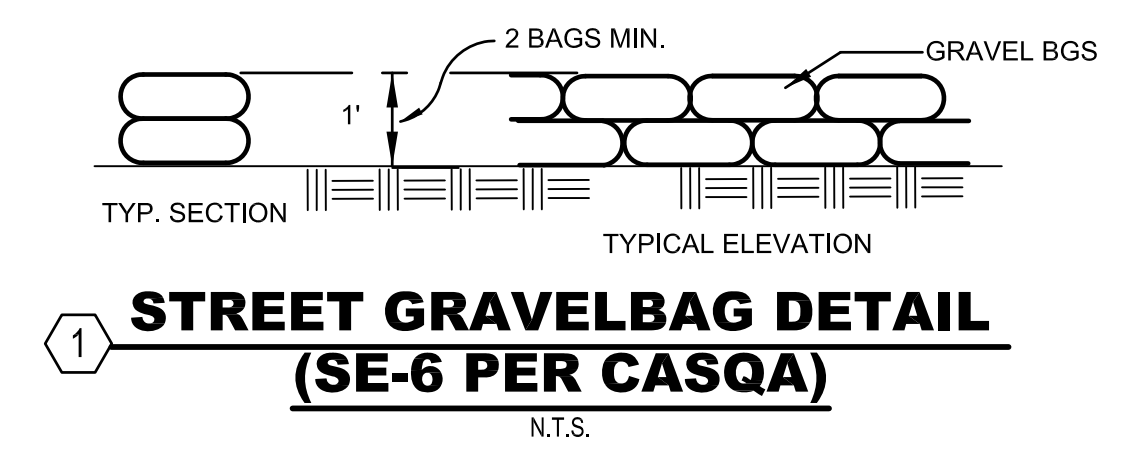 2 BAGS MIN.
GRAVEL BGS
1'
TYP. SECTION
TYPICAL ELEVATION
1
STREET GRAVELBAG DETAIL
(SE-6 PER CASQA)
N.T.S.